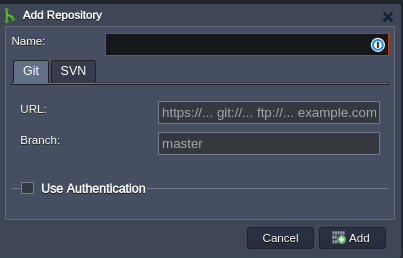 Add Repository
Name:
Git SVN
URL: https://... git://... ftp://... example.com
Branch: master
Use Authentication
Cancel Add